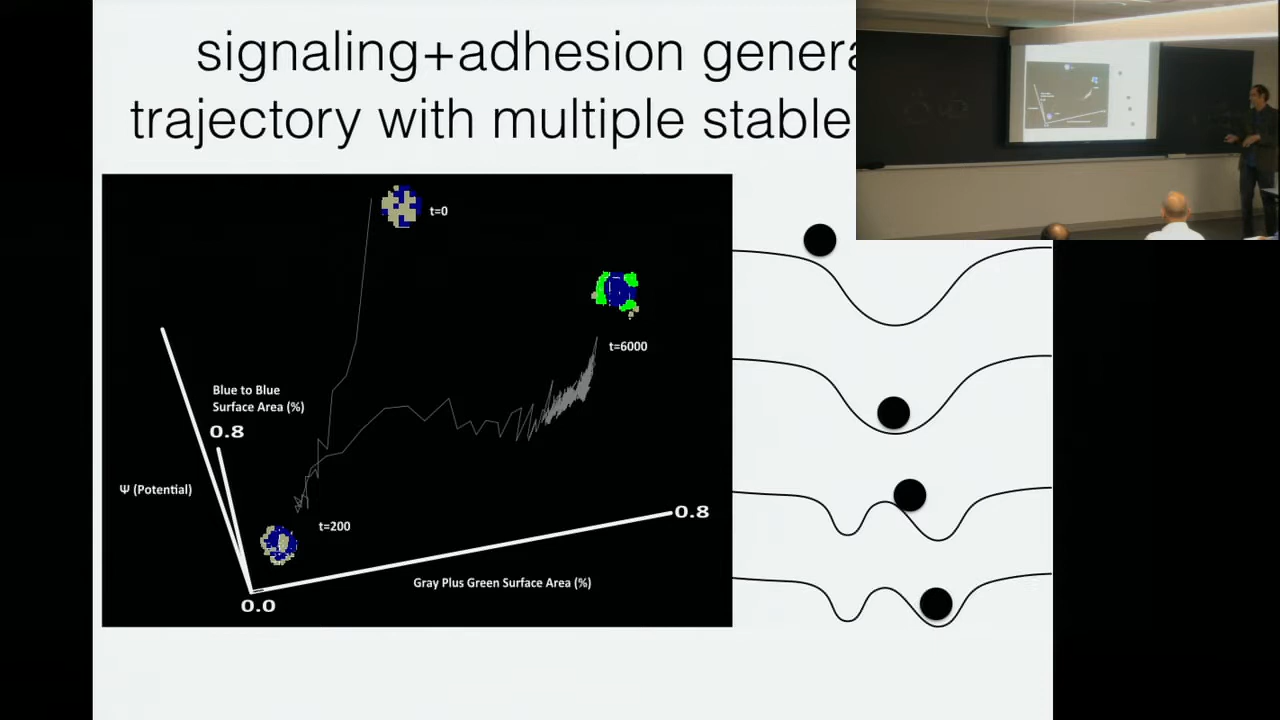 signaling+adhesion genera
trajectory with multiple stable
t=0
t=6000
Blue to Blue
Surface Area (%)
0.8
Ψ (Potential)
t=200
0.8
Gray Plus Green Surface Area (%)
0.0